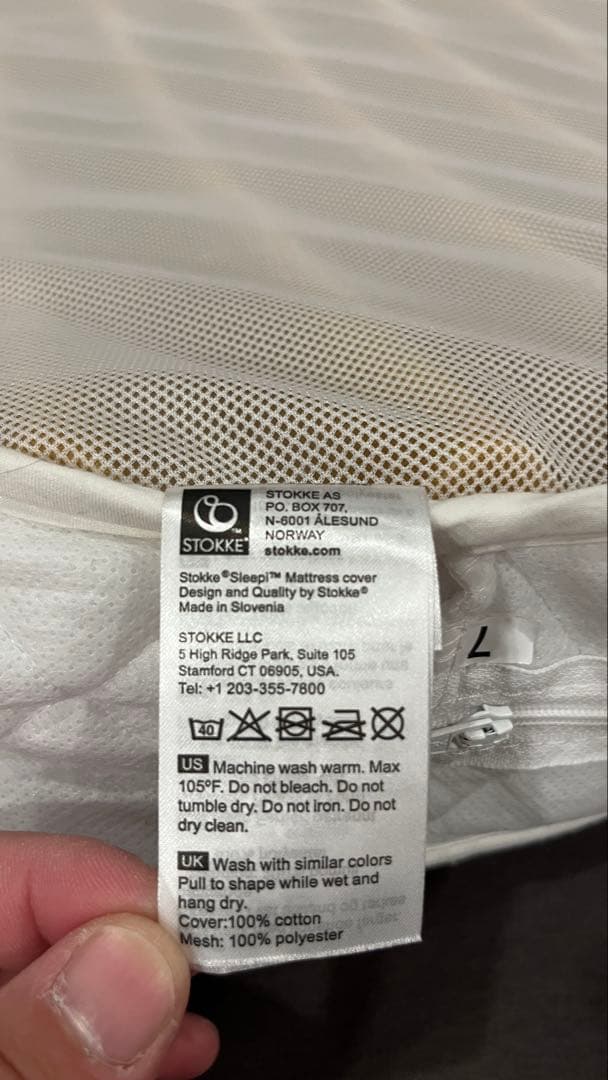 STOKKE
STOKKE AS
PO. BOX 707,
N-6001 ÅLESUND
NORWAY
stokke.com
Stokke® Sleepi™ Mattress cover
Design and Quality by Stokke®
Made in Slovenia
STOKKE LLC
5 High Ridge Park, Suite 105
Stamford CT 06905, USA.
Tel: +1 203-355-7800
40
US Machine wash warm. Max
105°F. Do not bleach. Do not
tumble dry. Do not iron. Do not
dry clean.
UK Wash with similar colors
Pull to shape while wet and
hang dry.
Cover:100% cotton
Mesh: 100% polyester
7